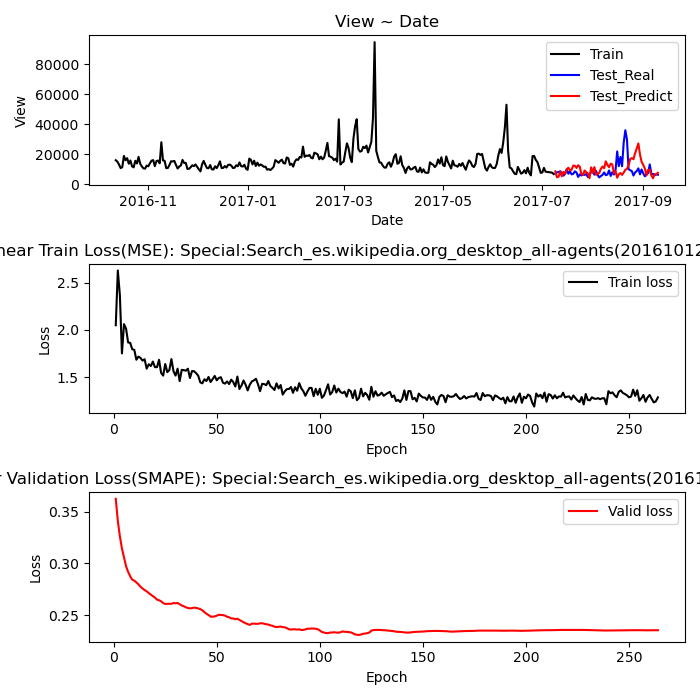 View ~ Date
80000
60000
40000
20000
0
View
Train
Test_Real
Test_Predict
2016-11
2017-01
2017-03
2017-05
2017-07
2017-09
Date
near Train Loss(MSE): Special:Search_es.wikipedia.org_desktop_all-agents(20161012
2.5
2.0
1.5
Loss
Train loss
0
50
100
150
200
250
Epoch
Validation Loss(SMAPE): Special:Search_es.wikipedia.org_desktop_all-agents(20161
0.35
0.30
0.25
Loss
Valid loss
0
50
100
150
200
250
Epoch